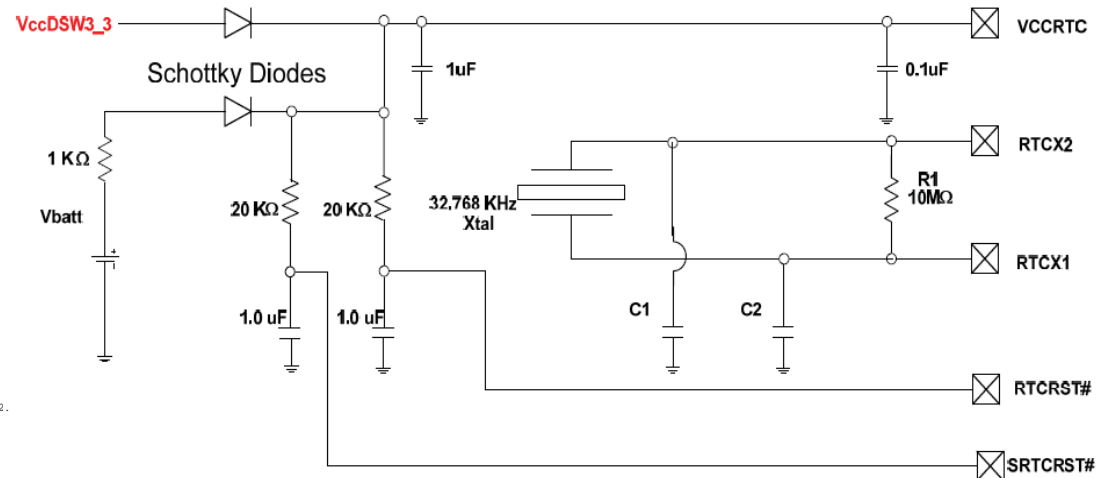 VccDSW3_3
VCCRTC
1uF
0.1uF
Schottky Diodes
1 KΩ
RTCX2
R1
10MΩ
20 KΩ
20 KΩ
32.768 KHz
Xtal
Vbatt
+
RTCX1
1.0 uF
1.0 uF
C1
C2
RTCRST#
2.
SRTCRST#